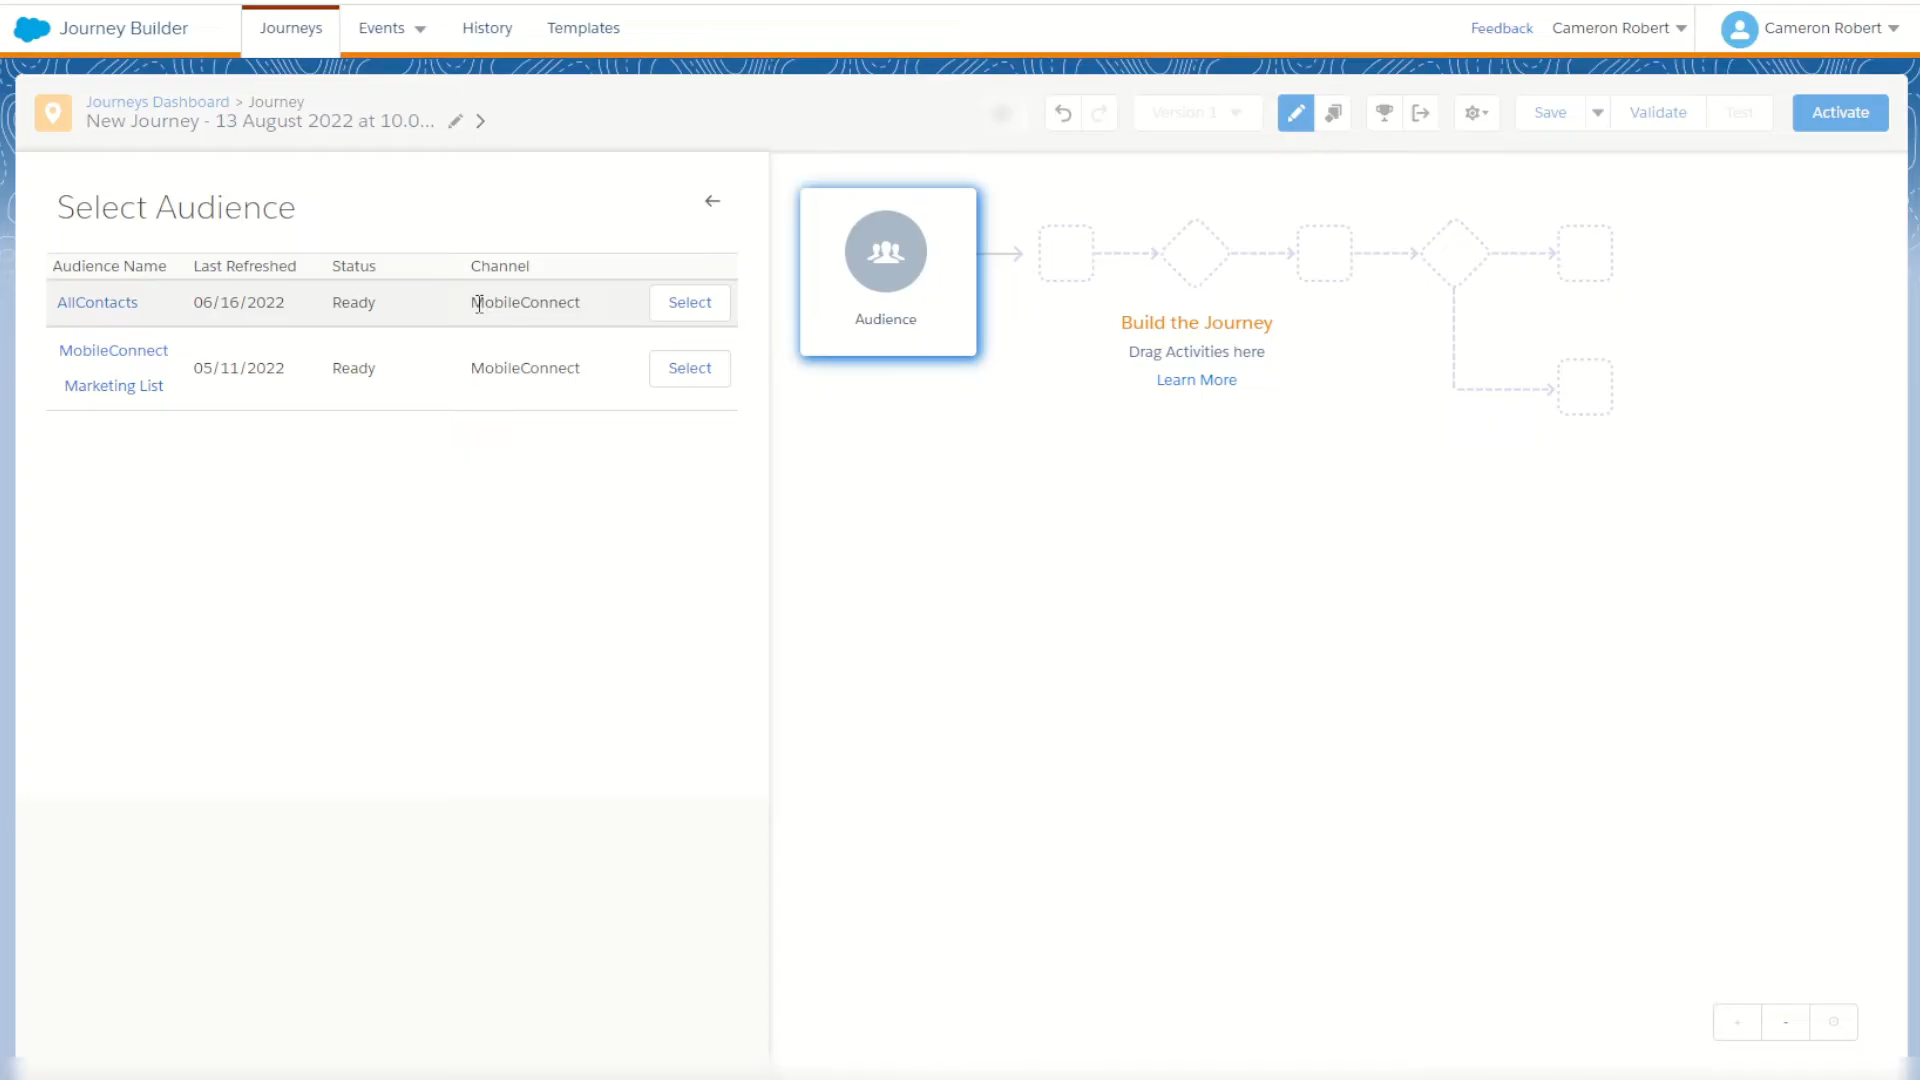 Journey Builder
Journeys
Events
History
Templates
Feedback
Cameron Robert
Cameron Robert
Journeys Dashboard > Journey
New Journey - 13 August 2022 at 10.0...
Version 1
Save
Validate
Test
Activate
Select Audience
Audience Name Last Refreshed Status Channel
AllContacts 06/16/2022 Ready MobileConnect Select
MobileConnect
Marketing List
05/11/2022 Ready MobileConnect Select
Audience
Build the Journey
Drag Activities here
Learn More